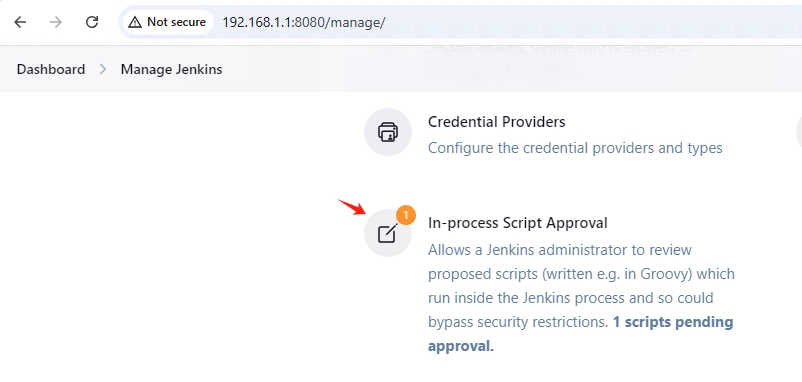 Not secure 192.168.1.1:8080/manage/
Dashboard Manage Jenkins
Credential Providers
Configure the credential providers and types
1
In-process Script Approval
Allows a Jenkins administrator to review
proposed scripts (written e.g. in Groovy) which
run inside the Jenkins process and so could
bypass security restrictions. 1 scripts pending
approval.